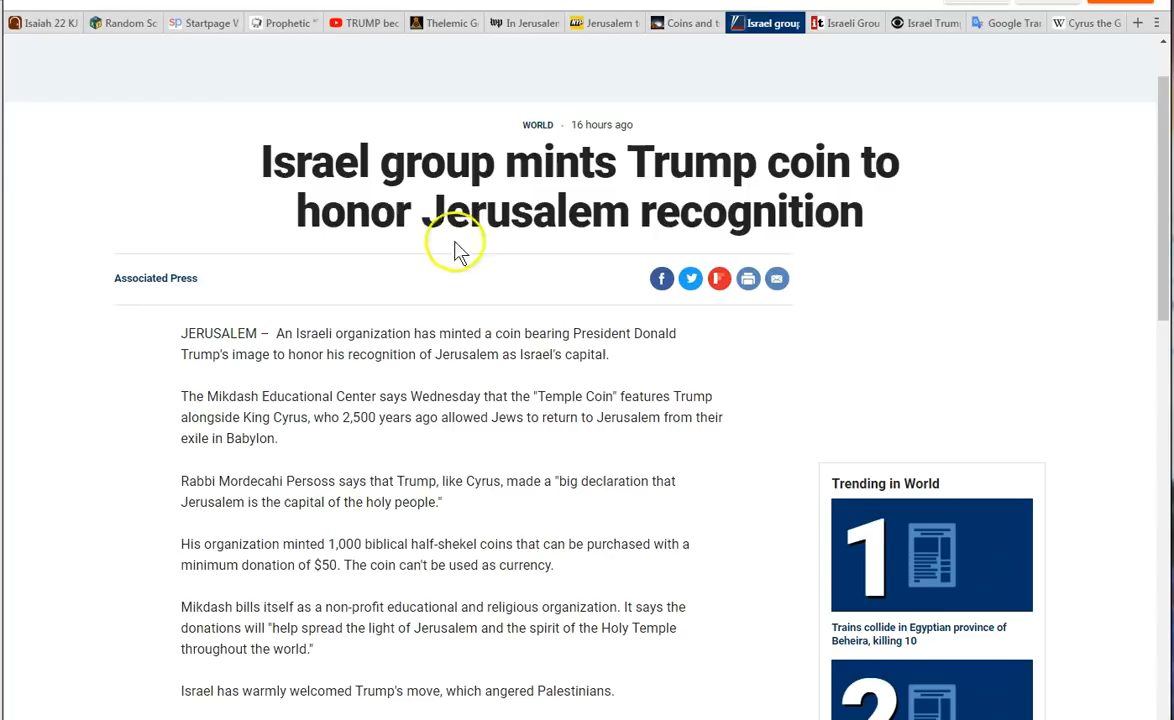 Isaiah 22 KJ
Random Sc
Startpage V
Prophetic "
TRUMP bec
Thelemic G
In Jerusaler
Jerusalem t
Coins and t
Israel group
Israeli Grou
Israel Trum
Google Tra
Cyrus the G
WORLD - 16 hours ago
Israel group mints Trump coin to
honor Jerusalem recognition
Associated Press
JERUSALEM – An Israeli organization has minted a coin bearing President Donald
Trump's image to honor his recognition of Jerusalem as Israel's capital.
The Mikdash Educational Center says Wednesday that the "Temple Coin" features Trump
alongside King Cyrus, who 2,500 years ago allowed Jews to return to Jerusalem from their
exile in Babylon.
Rabbi Mordecahi Persoss says that Trump, like Cyrus, made a "big declaration that
Jerusalem is the capital of the holy people."
His organization minted 1,000 biblical half-shekel coins that can be purchased with a
minimum donation of $50. The coin can't be used as currency.
Mikdash bills itself as a non-profit educational and religious organization. It says the
donations will "help spread the light of Jerusalem and the spirit of the Holy Temple
throughout the world."
Israel has warmly welcomed Trump's move, which angered Palestinians.
Trending in World
1
Trains collide in Egyptian province of
Beheira, killing 10
2